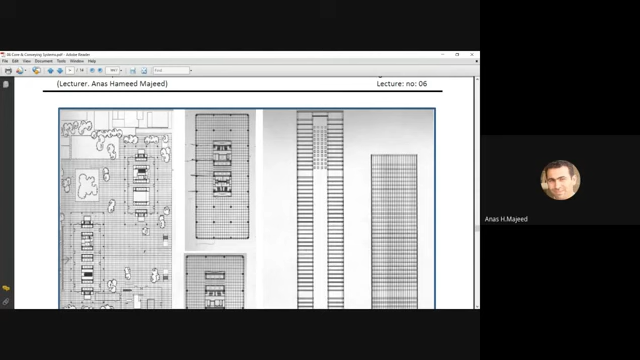 06 Core & Conveying Systems.pdf - Adobe Reader
File Edit View Document Tools Window Help
Find
(Lecturer. Anas Hameed Majeed)
Lecture: no: 06
Anas H.Majeed